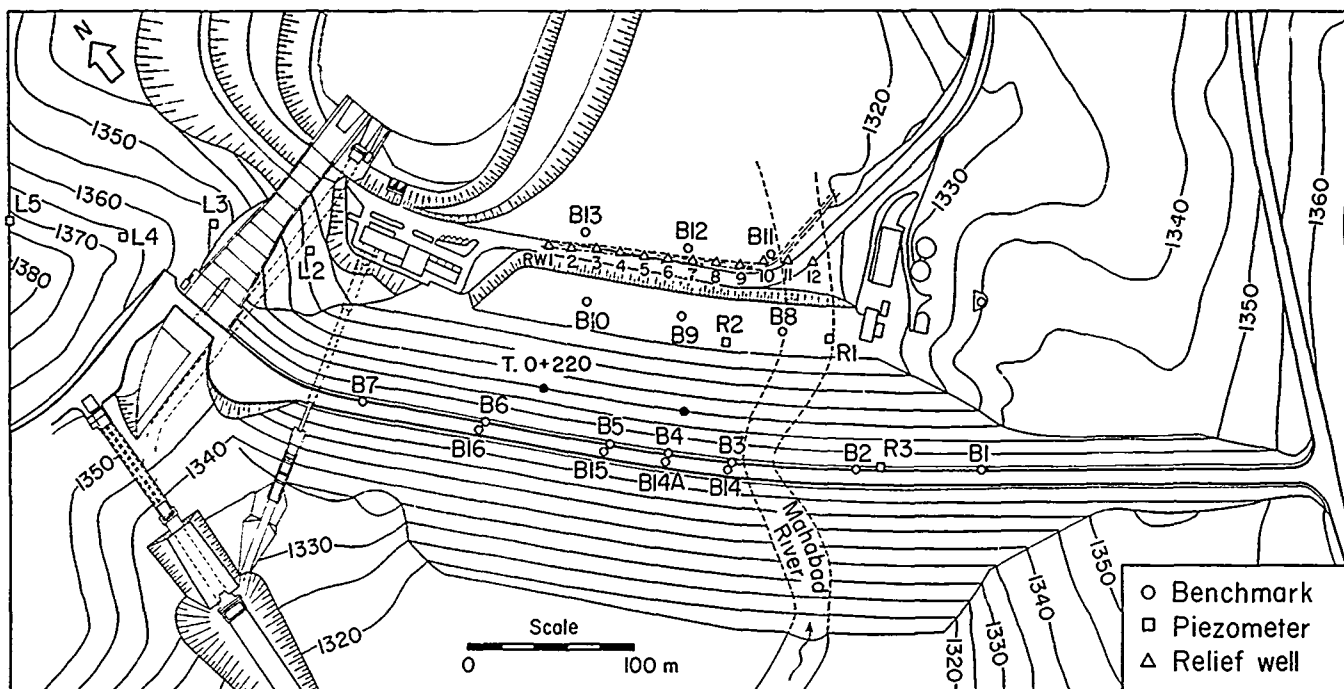 N
1350
1360
L5
L3
L4
1370
1380
L2
B13
B12
B11
RW1 2 3 4 5 6 7 8 9 10 11 12
1320
1330
1340
1350
1360
B10
B9
R2
B8
R1
T. 0+220
B7
B6
B5
B4
B3
B2
R3
B1
B16
B15
B14A
B14
1350
1340
1330
1320
Mahabad
River
Scale
0 100 m
1320
1330
1340
1350
Benchmark
Piezometer
Relief well